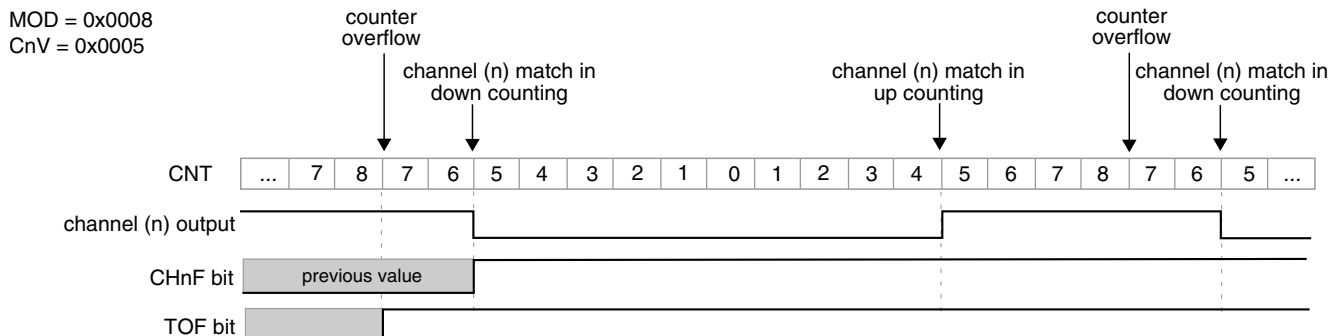 MOD = 0x0008
CnV = 0x0005
counter
overflow
channel (n) match in
down counting
channel (n) match in
up counting
counter
overflow
channel (n) match in
down counting
CNT ... 7 8 7 6 5 4 3 2 1 0 1 2 3 4 5 6 7 8 7 6 5 ...
channel (n) output
CHnF bit previous value
TOF bit